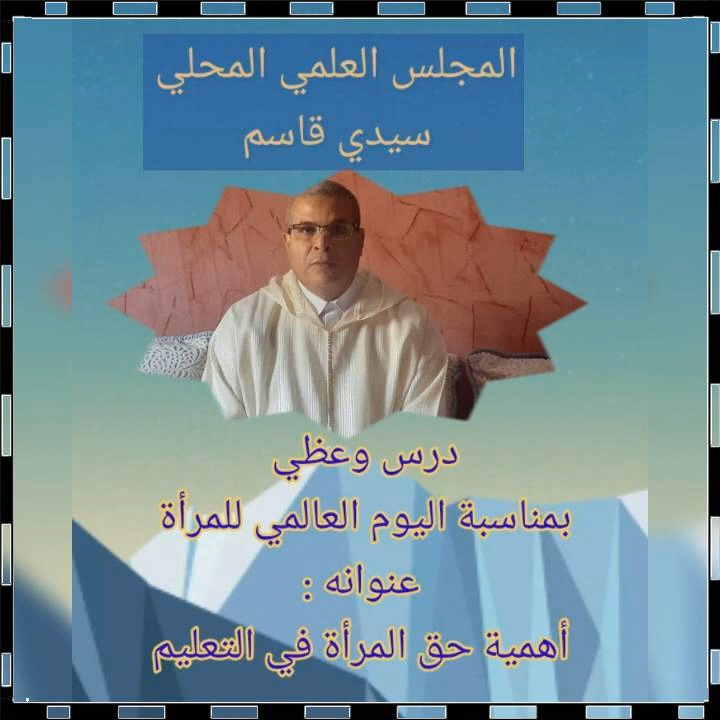 المجلس العلمي المحلي
سيدي قاسم
درس وعظي
بمناسبة اليوم العالمي للمرأة
عنوانه :
أهمية حق المرأة في التعليم